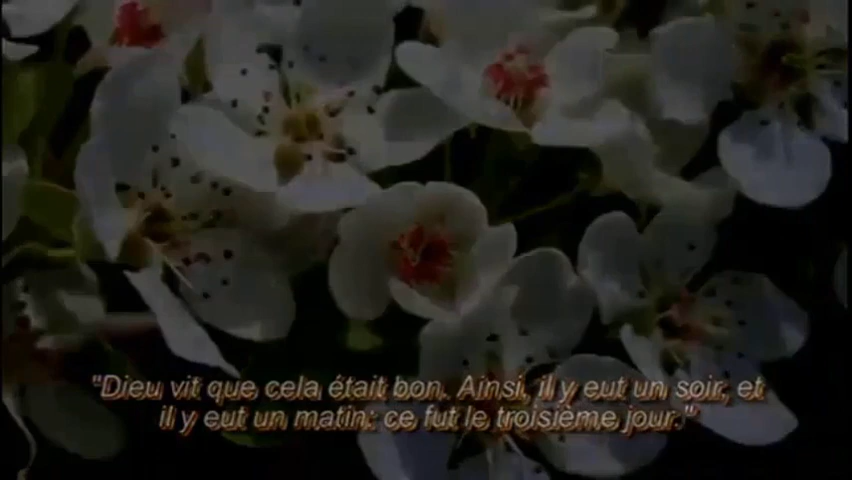 "Dieu vit que cela était bon. Ainsi, il y eut un soir, et
il y eut un matin: ce fut le troisième jour."